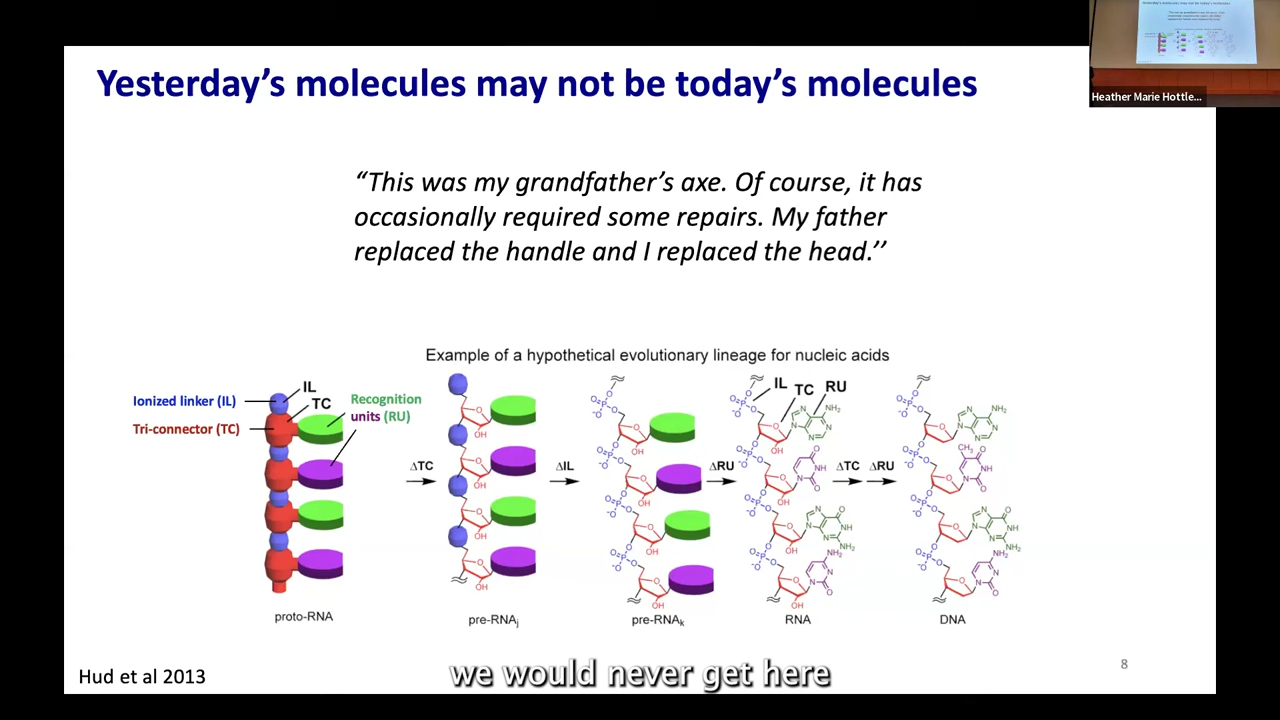 Yesterday's molecules may not be today's molecules
Heather Marie Hottle...
“This was my grandfather’s axe. Of course, it has
occasionally required some repairs. My father
replaced the handle and I replaced the head.’’
Example of a hypothetical evolutionary lineage for nucleic acids
IL
TC
Ionized linker (IL)
Tri-connector (TC)
Recognition
units (RU)
IL TC RU
ΔTC
ΔIL
ΔRU
ΔTC ΔRU
proto-RNA
pre-RNAj
pre-RNAk
RNA
DNA
Hud et al 2013
we would never get here
8